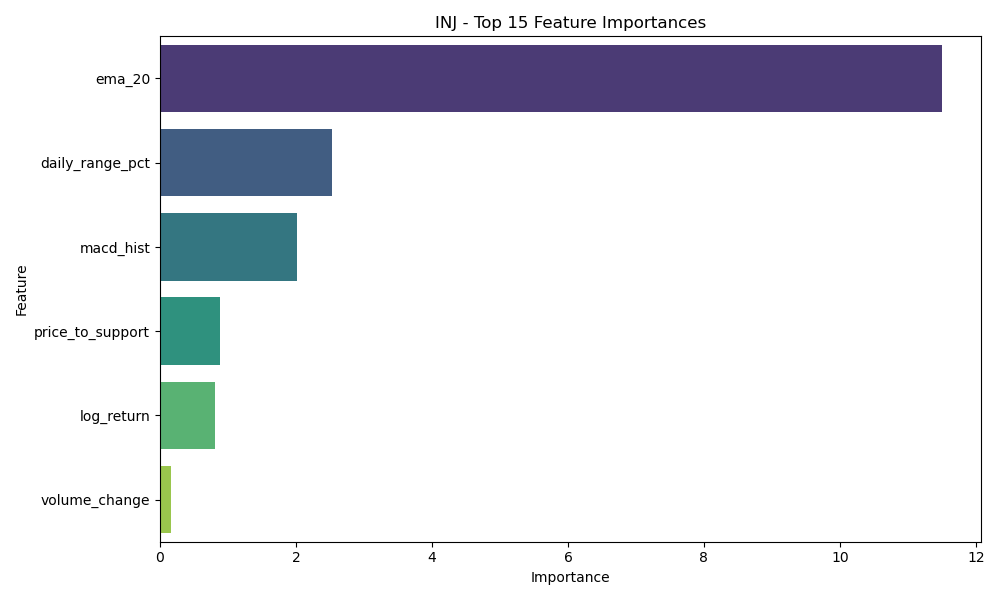 INJ - Top 15 Feature Importances
Feature
ema_20
daily_range_pct
macd_hist
price_to_support
log_return
volume_change
0 2 4 6 8 10 12
Importance